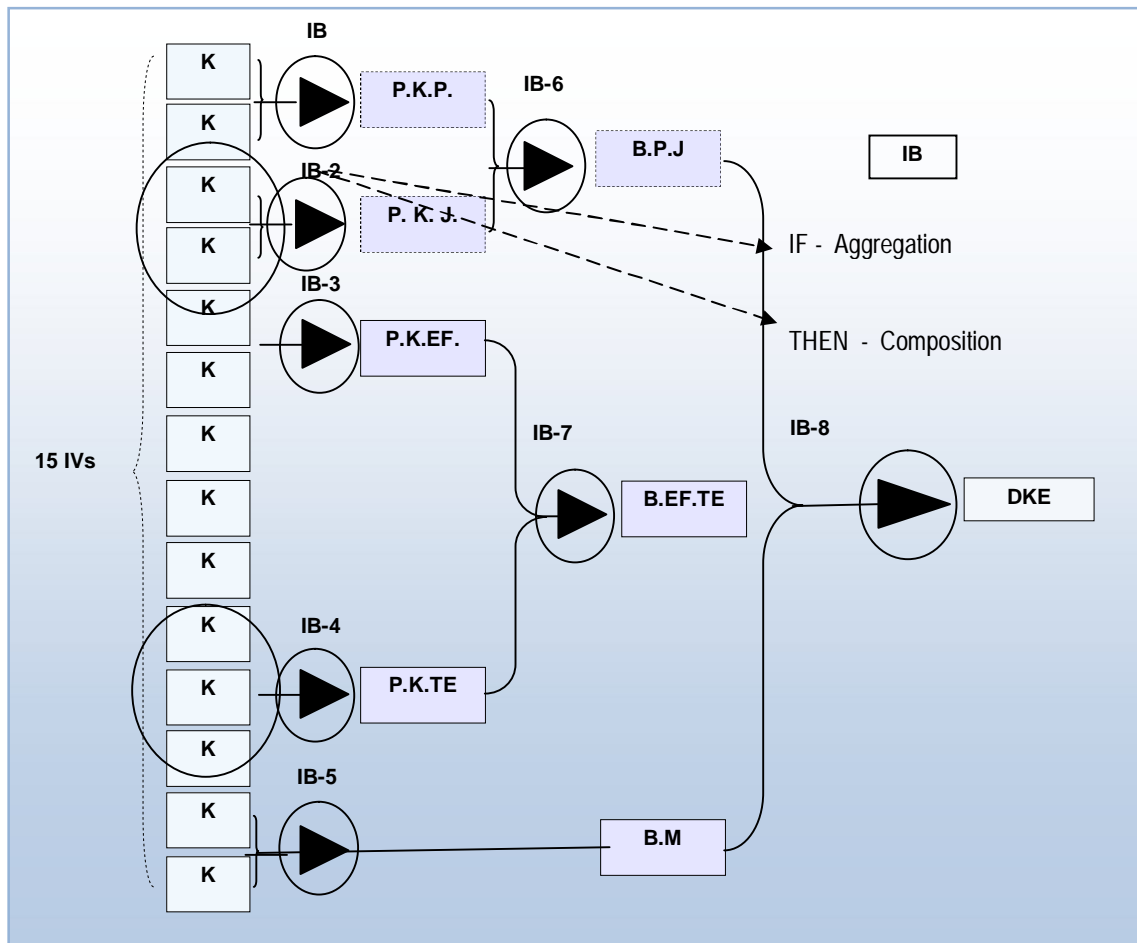 IB
K
P.K.P.
IB-6
K
B.P.J
IB
K
IB-2
P. K. J.
K
IF - Aggregation
IB-3
K
P.K.EF.
THEN - Composition
K
K
IB-7
IB-8
15 IVs
K
B.EF.TE
DKE
K
K
IB-4
K
P.K.TE
K
IB-5
K
B.M
K